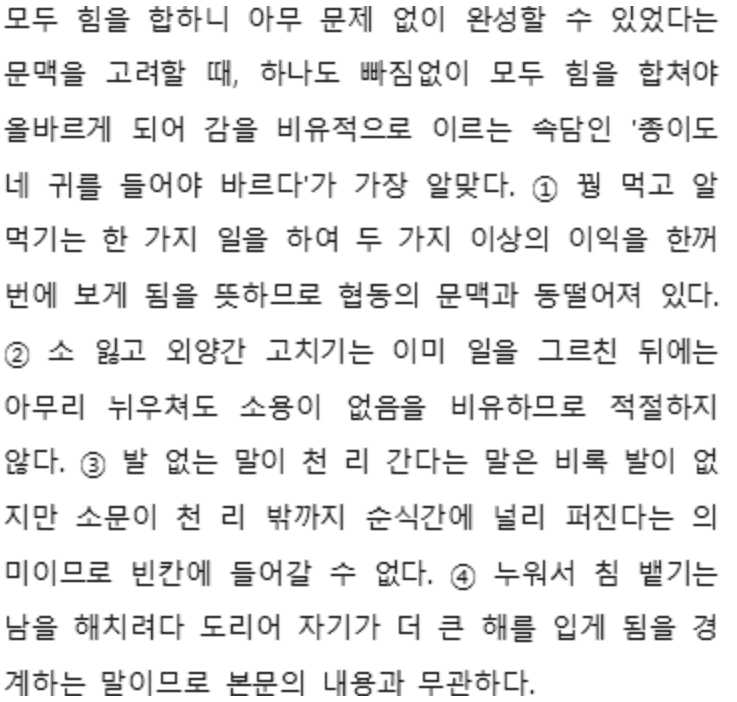 모두 힘을 합하니 아무 문제 없이 완성할 수 있었다는
문맥을 고려할 때, 하나도 빠짐없이 모두 힘을 합쳐야
올바르게 되어 감을 비유적으로 이르는 속담인 '종이도
네 귀를 들어야 바르다'가 가장 알맞다. ① 꿩 먹고 알
먹기는 한 가지 일을 하여 두 가지 이상의 이익을 한꺼
번에 보게 됨을 뜻하므로 협동의 문맥과 동떨어져 있다.
② 소 잃고 외양간 고치기는 이미 일을 그르친 뒤에는
아무리 뉘우쳐도 소용이 없음을 비유하므로 적절하지
않다. ③ 발 없는 말이 천 리 간다는 말은 비록 발이 없
지만 소문이 천 리 밖까지 순식간에 널리 퍼진다는 의
미이므로 빈칸에 들어갈 수 없다. ④ 누워서 침 뱉기는
남을 해치려다 도리어 자기가 더 큰 해를 입게 됨을 경
계하는 말이므로 본문의 내용과 무관하다.